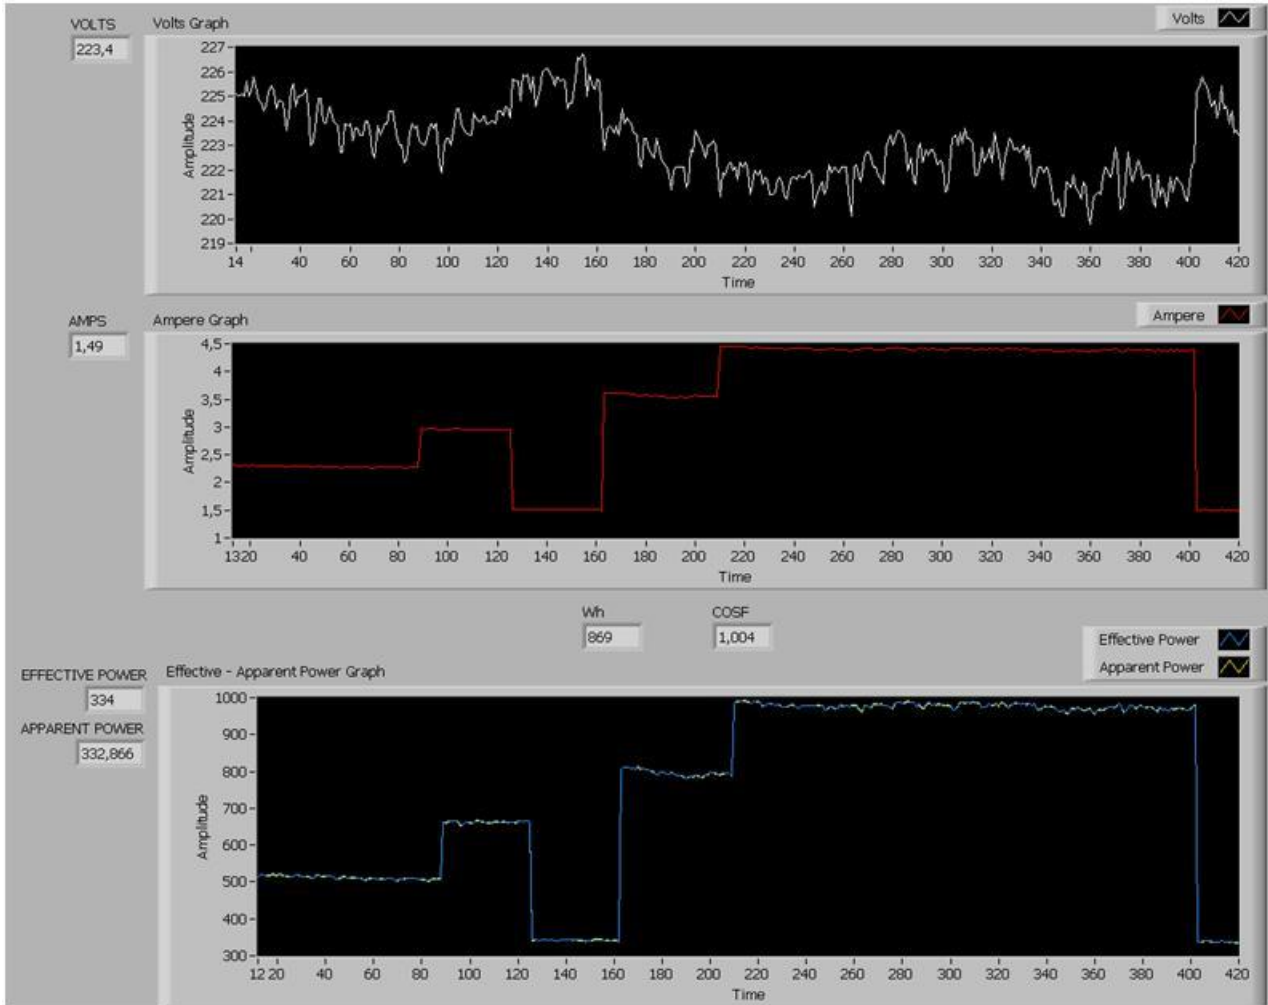 VOLTS
223,4
Volts Graph
Volts
227
226
225
224
223
222
221
220
219
Amplitude
14 40 60 80 100 120 140 160 180 200 220 240 260 280 300 320 340 360 380 400 420
Time
AMPS
1,49
Ampere Graph
Ampere
4,5
4
3,5
3
2,5
2
1,5
1
Amplitude
1320 40 60 80 100 120 140 160 180 200 220 240 260 280 300 320 340 360 380 400 420
Time
Wh
869
COSF
1,004
Effective Power
Apparent Power
EFFECTIVE POWER
334
APPARENT POWER
332,866
Effective - Apparent Power Graph
1000
900
800
700
600
500
400
300
Amplitude
12 20 40 60 80 100 120 140 160 180 200 220 240 260 280 300 320 340 360 380 400 420
Time